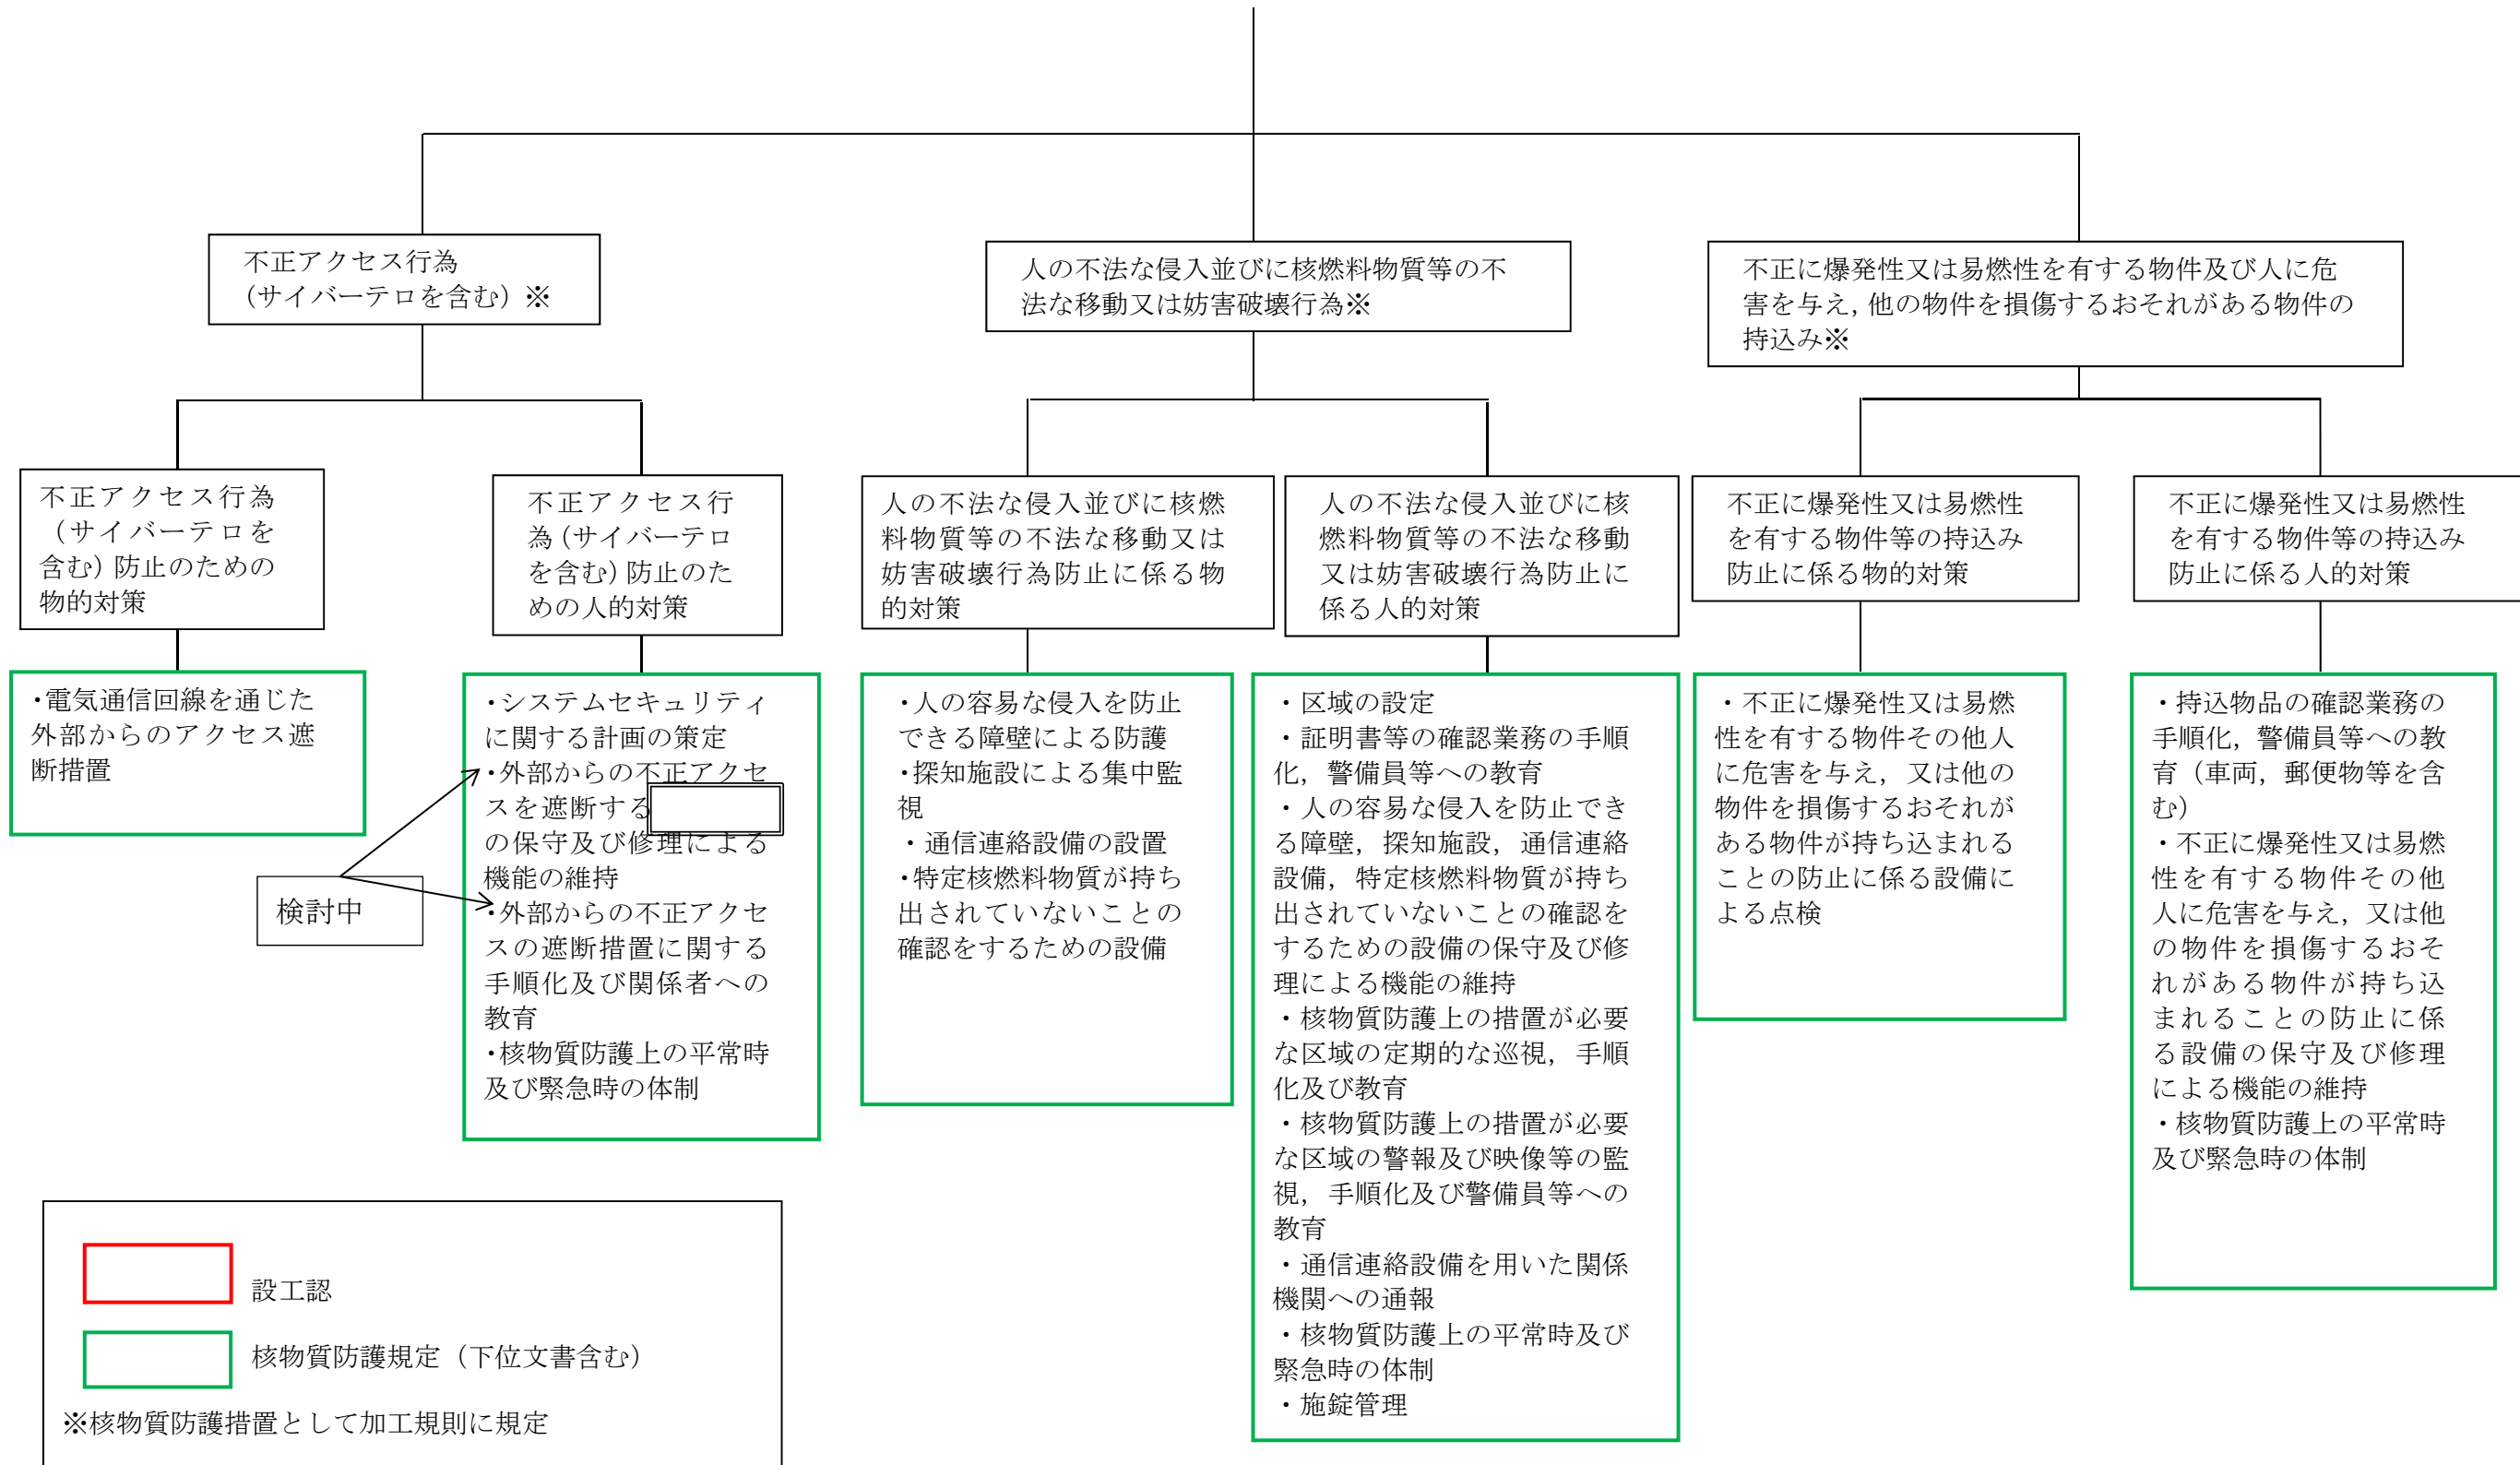 不正アクセス行為
（サイバーテロを含む）※
人の不法な侵入並びに核燃料物質等の不
法な移動又は妨害破壊行為※
不正に爆発性又は易燃性を有する物件及び人に危
害を与え，他の物件を損傷するおそれがある物件の
持込み※
不正アクセス行為
（サイバーテロを
含む）防止のための
物的対策
不正アクセス行
為（サイバーテロ
を含む）防止のた
めの人的対策
人の不法な侵入並びに核燃
料物質等の不法な移動又は
妨害破壊行為防止に係る物
的対策
人の不法な侵入並びに核
燃料物質等の不法な移動
又は妨害破壊行為防止に
係る人的対策
不正に爆発性又は易燃性
を有する物件等の持込み
防止に係る物的対策
不正に爆発性又は易燃性
を有する物件等の持込み
防止に係る人的対策
・電気通信回線を通じた
外部からのアクセス遮
断措置
・システムセキュリティ
に関する計画の策定
・外部からの不正アクセ
スを遮断する
の保守及び修理による
機能の維持
・外部からの不正アクセ
スの遮断措置に関する
手順化及び関係者への
教育
・核物質防護上の平常時
及び緊急時の体制
検討中
・人の容易な侵入を防止
できる障壁による防護
・探知施設による集中監
視
・通信連絡設備の設置
・特定核燃料物質が持ち
出されていないことの
確認をするための設備
・区域の設定
・証明書等の確認業務の手順
化，警備員等への教育
・人の容易な侵入を防止でき
る障壁，探知施設，通信連絡
設備，特定核燃料物質が持ち
出されていないことの確認を
するための設備の保守及び修
理による機能の維持
・核物質防護上の措置が必要
な区域の定期的な巡視，手順
化及び教育
・核物質防護上の措置が必要
な区域の警報及び映像等の監
視，手順化及び警備員等への
教育
・通信連絡設備を用いた関係
機関への通報
・核物質防護上の平常時及び
緊急時の体制
・施錠管理
・不正に爆発性又は易燃
性を有する物件その他人
に危害を与え，又は他の
物件を損傷するおそれが
ある物件が持ち込まれる
ことの防止に係る設備に
よる点検
・持込物品の確認業務の
手順化，警備員等への教
育（車両，郵便物等を含
む）
・不正に爆発性又は易燃
性を有する物件その他
人に危害を与え，又は他
の物件を損傷するおそ
れがある物件が持ち込
まれることの防止に係
る設備の保守及び修理
による機能の維持
・核物質防護上の平常時
及び緊急時の体制
設工認
核物質防護規定（下位文書含む）
※核物質防護措置として加工規則に規定